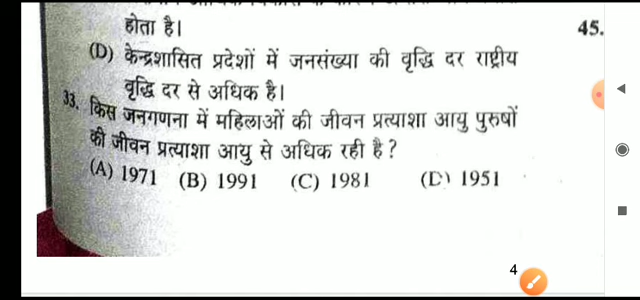 होता है।
45.
(D) केन्द्रशासित प्रदेशों में जनसंख्या की वृद्धि दर राष्ट्रीय
वृद्धि दर से अधिक है।
33. किस जनगणना में महिलाओं की जीवन प्रत्याशा आयु पुरुषों
की जीवन प्रत्याशा आयु से अधिक रही है?
(A) 1971 (B) 1991 (C) 1981 (D) 1951
4